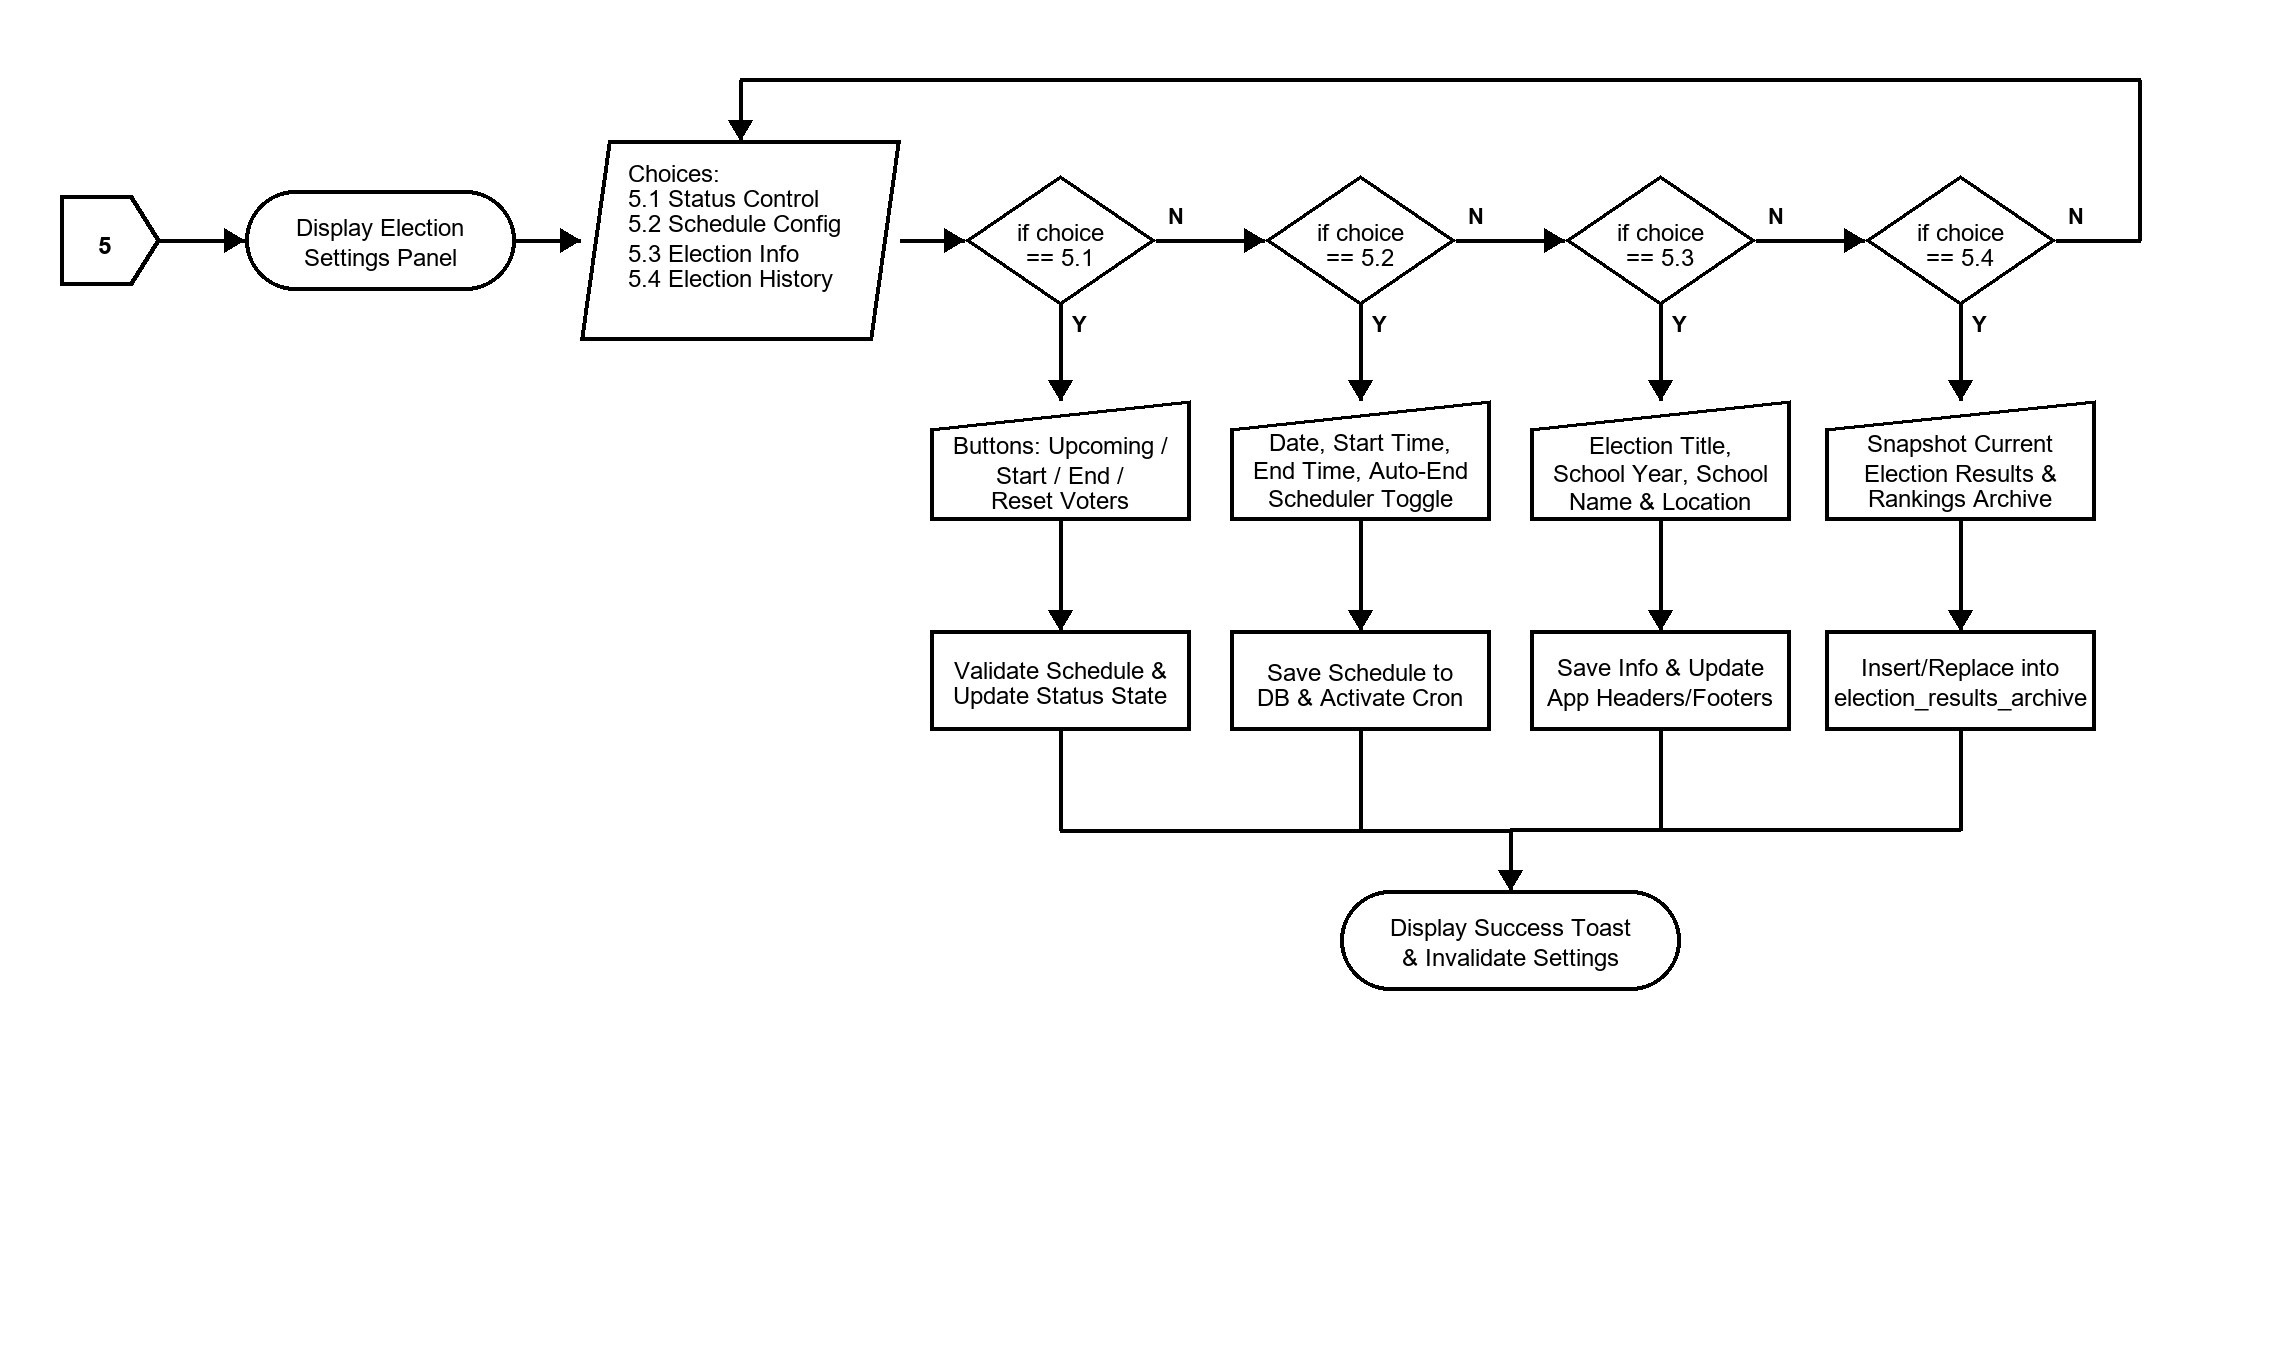 5
Display Election
Settings Panel
Choices:
5.1 Status Control
5.2 Schedule Config
5.3 Election Info
5.4 Election History
if choice
== 5.1
N
Y
if choice
== 5.2
N
Y
if choice
== 5.3
N
Y
if choice
== 5.4
N
Y
Buttons: Upcoming /
Start / End /
Reset Voters
Date, Start Time,
End Time, Auto-End
Scheduler Toggle
Election Title,
School Year, School
Name & Location
Snapshot Current
Election Results &
Rankings Archive
Validate Schedule &
Update Status State
Save Schedule to
DB & Activate Cron
Save Info & Update
App Headers/Footers
Insert/Replace into
election_results_archive
Display Success Toast
& Invalidate Settings